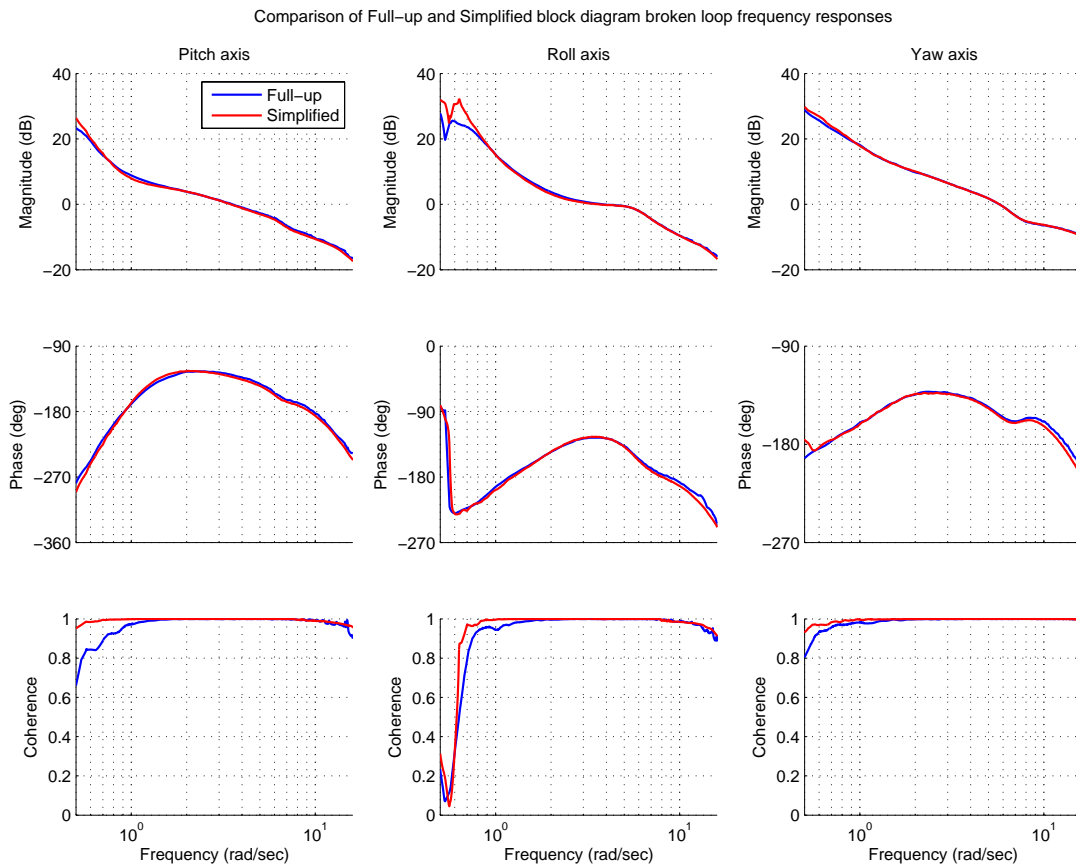 Comparison of Full−up and Simplified block diagram broken loop frequency responses
Pitch axis
Roll axis
Yaw axis
40
20
0
−20
Magnitude (dB)
Full−up
Simplified
40
20
0
−20
Magnitude (dB)
40
20
0
−20
Magnitude (dB)
−90
−180
−270
−360
Phase (deg)
0
−90
−180
−270
Phase (deg)
−90
−180
−270
Phase (deg)
1
0.8
0.6
0.4
0.2
0
Coherence
10^0
10^1
Frequency (rad/sec)
1
0.8
0.6
0.4
0.2
0
Coherence
10^0
10^1
Frequency (rad/sec)
1
0.8
0.6
0.4
0.2
0
Coherence
10^0
10^1
Frequency (rad/sec)